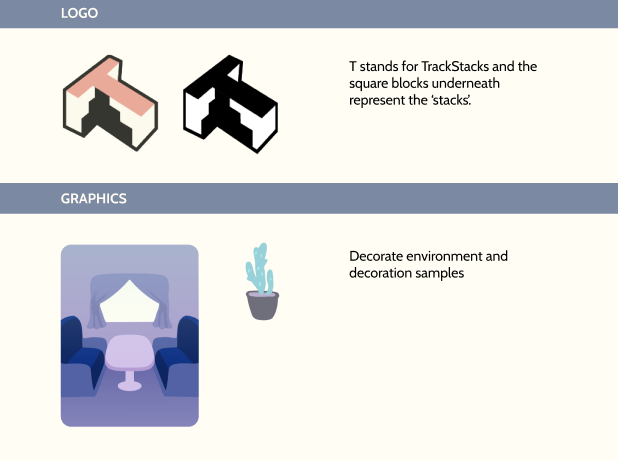 LOGO
T stands for TrackStacks and the
square blocks underneath
represent the ‘stacks’.
GRAPHICS
Decorate environment and
decoration samples